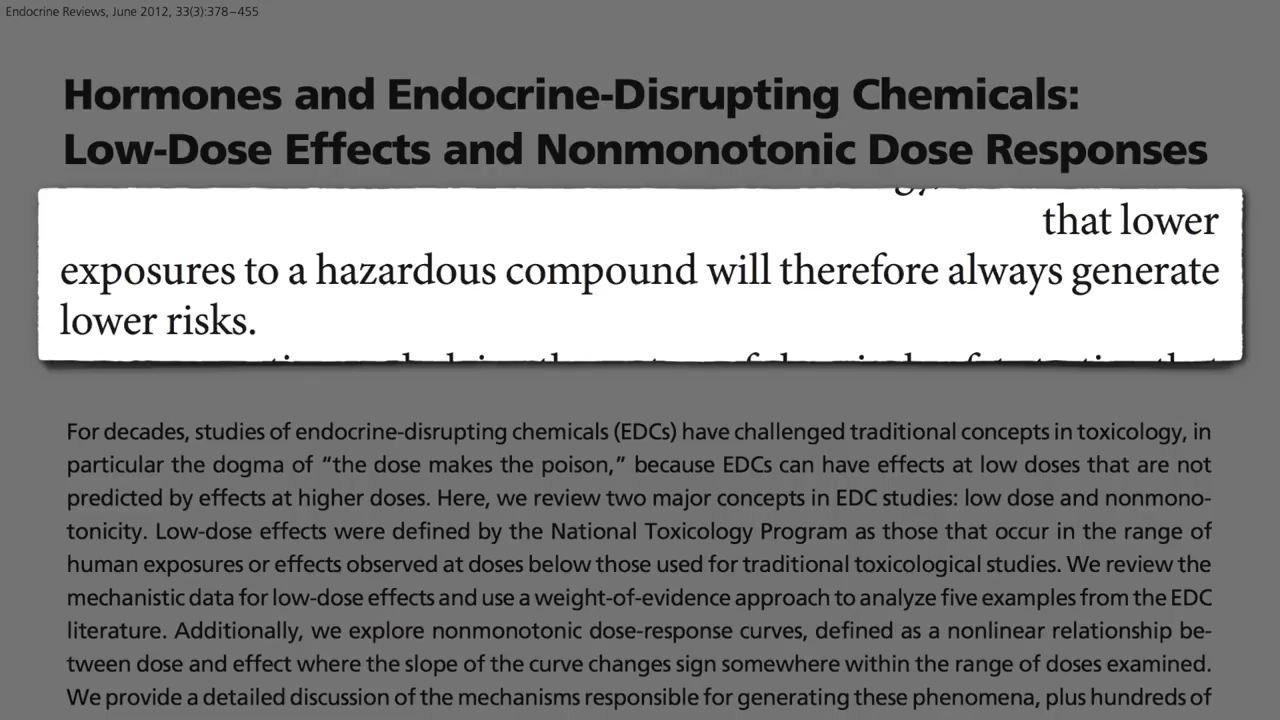 Endocrine Reviews, June 2012, 33(3):378–455
Hormones and Endocrine-Disrupting Chemicals:
Low-Dose Effects and Nonmonotonic Dose Responses
that lower
exposures to a hazardous compound will therefore always generate
lower risks.
For decades, studies of endocrine-disrupting chemicals (EDCs) have challenged traditional concepts in toxicology, in
particular the dogma of “the dose makes the poison,” because EDCs can have effects at low doses that are not
predicted by effects at higher doses. Here, we review two major concepts in EDC studies: low dose and nonmono-
tonicity. Low-dose effects were defined by the National Toxicology Program as those that occur in the range of
human exposures or effects observed at doses below those used for traditional toxicological studies. We review the
mechanistic data for low-dose effects and use a weight-of-evidence approach to analyze five examples from the EDC
literature. Additionally, we explore nonmonotonic dose-response curves, defined as a nonlinear relationship be-
tween dose and effect where the slope of the curve changes sign somewhere within the range of doses examined.
We provide a detailed discussion of the mechanisms responsible for generating these phenomena, plus hundreds of